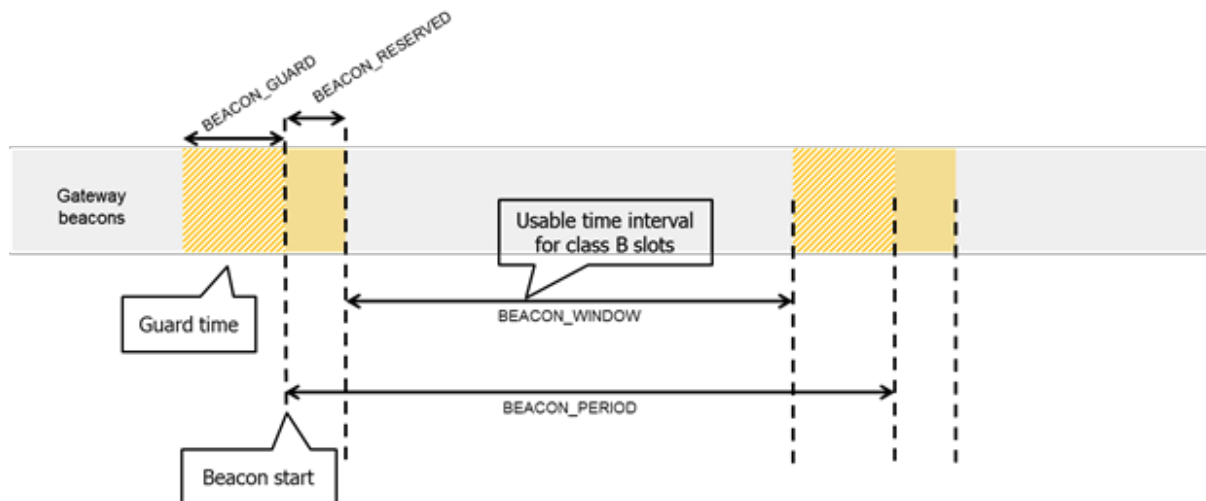 BEACON_GUARD
BEACON_RESERVED
Gateway
beacons
Usable time interval
for class B slots
BEACON_WINDOW
Guard time
BEACON_PERIOD
Beacon start